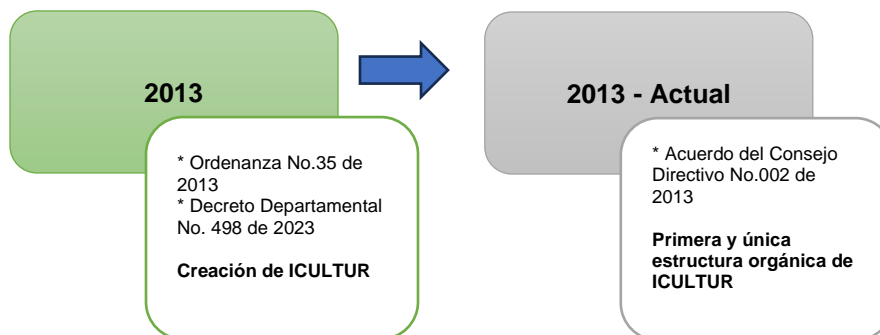 2013
* Ordenanza No.35 de
2013
* Decreto Departamental
No. 498 de 2023
Creación de ICULTUR
2013 - Actual
* Acuerdo del Consejo
Directivo No.002 de
2013
Primera y única
estructura orgánica de
ICULTUR